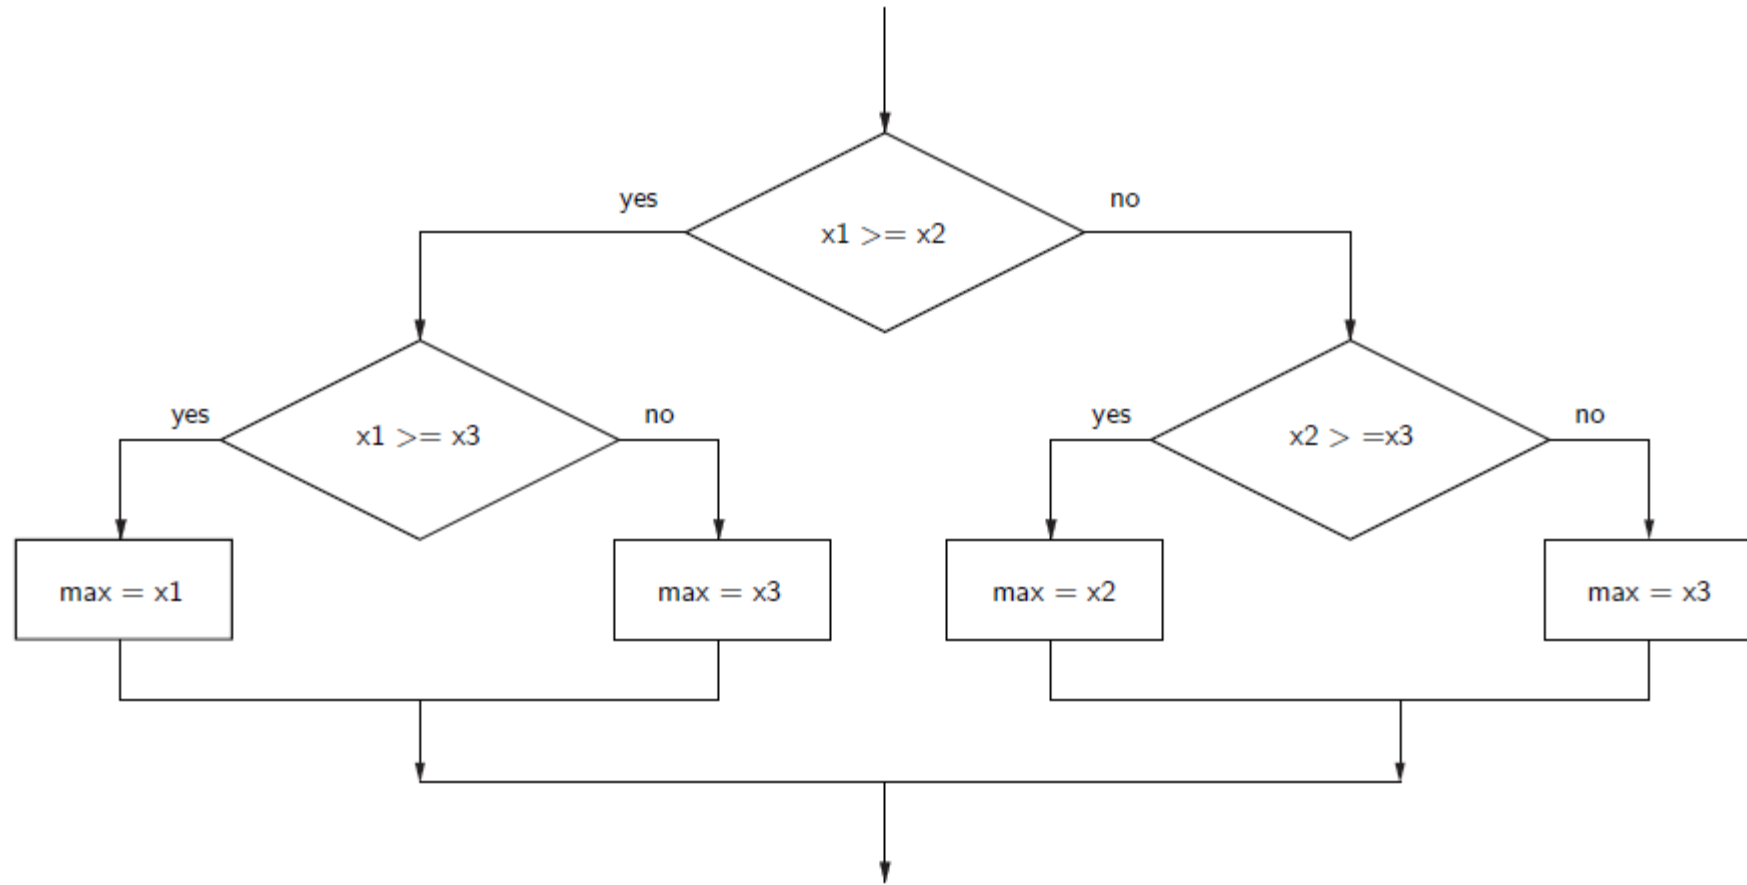 yes
no
x1 >= x2
yes
no
yes
no
x1 >= x3
x2 > =x3
max = x1
max = x3
max = x2
max = x3